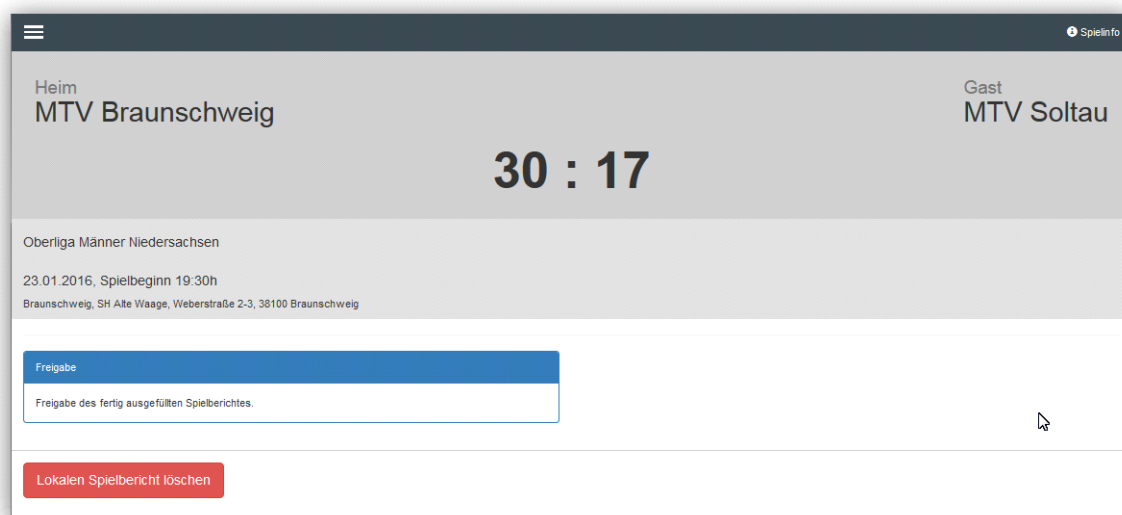 Spielinfo
Heim
MTV Braunschweig
Gast
MTV Soltau
30 : 17
Oberliga Männer Niedersachsen
23.01.2016, Spielbeginn 19:30h
Braunschweig, SH Alte Waage, Weberstraße 2-3, 38100 Braunschweig
Freigabe
Freigabe des fertig ausgefüllten Spielberichtes.
Lokalen Spielbericht löschen